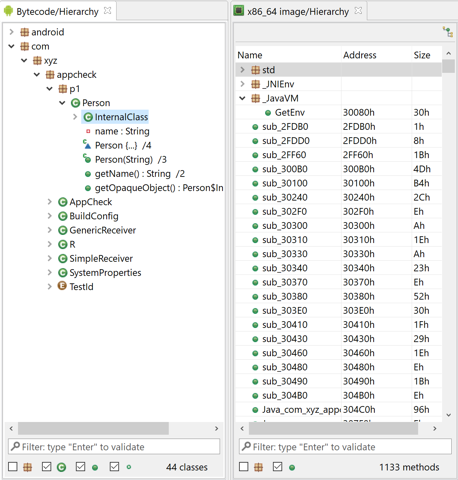 Bytecode/Hierarchy
android
com
xyz
appcheck
p1
Person
InternalClass
name : String
Person {...} /4
Person(String) /3
getName() : String /2
getOpaqueObject() : Person$In
AppCheck
BuildConfig
GenericReceiver
R
SimpleReceiver
SystemProperties
TestId
Filter: type "Enter" to validate
44 classes
x86_64 image/Hierarchy
Name Address Size
std
_JNIEnv
_JavaVM
GetEnv 30080h 30h
sub_2FDB0 2FDB0h 1h
sub_2FDD0 2FDD0h 8h
sub_2FF60 2FF60h 1Bh
sub_300B0 300B0h 4Dh
sub_30100 30100h B4h
sub_30240 30240h 2Ch
sub_302F0 302F0h Eh
sub_30300 30300h Ah
sub_30310 30310h 1Eh
sub_30330 30330h Ah
sub_30340 30340h 23h
sub_30370 30370h Eh
sub_30380 30380h 52h
sub_303E0 303E0h 30h
sub_30410 30410h 1Fh
sub_30430 30430h 29h
sub_30460 30460h 1Eh
sub_30480 30480h Eh
sub_30490 30490h 1Bh
sub_304B0 304B0h Eh
Java_com_xyz_app 304C0h 96h
Filter: type "Enter" to validate
1133 methods